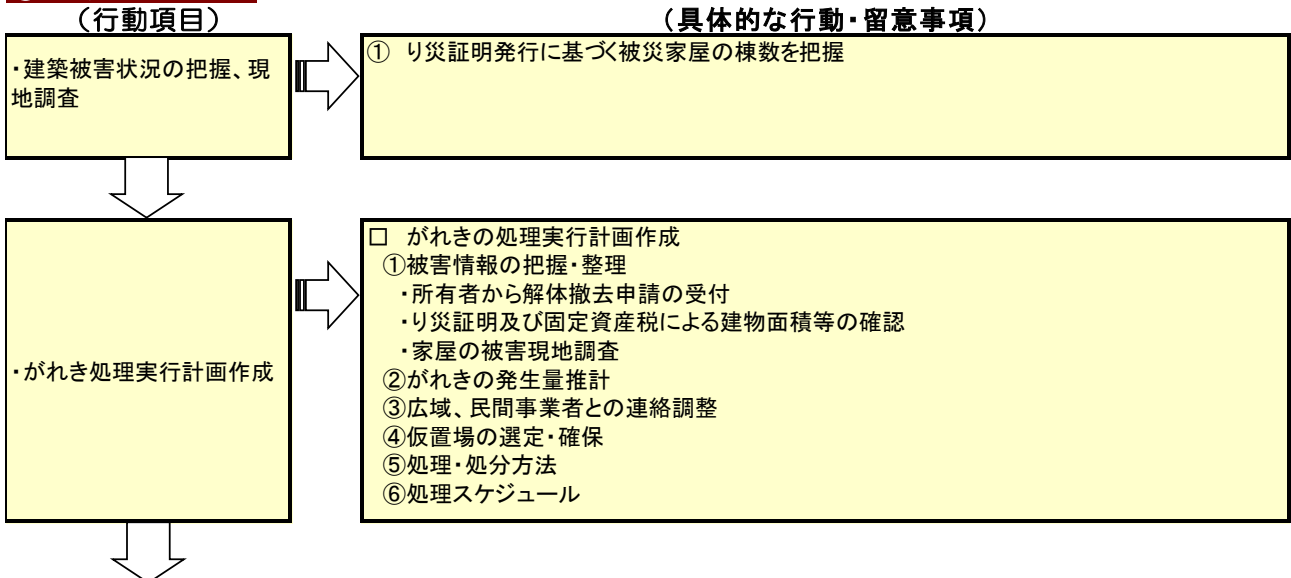 （行動項目）
（具体的な行動・留意事項）
・建築被害状況の把握、現
地調査
① り災証明発行に基づく被災家屋の棟数を把握
・がれき処理実行計画作成
□ がれきの処理実行計画作成
①被害情報の把握・整理
・所有者から解体撤去申請の受付
・り災証明及び固定資産税による建物面積等の確認
・家屋の被害現地調査
②がれきの発生量推計
③広域、民間事業者との連絡調整
④仮置場の選定・確保
⑤処理・処分方法
⑥処理スケジュール